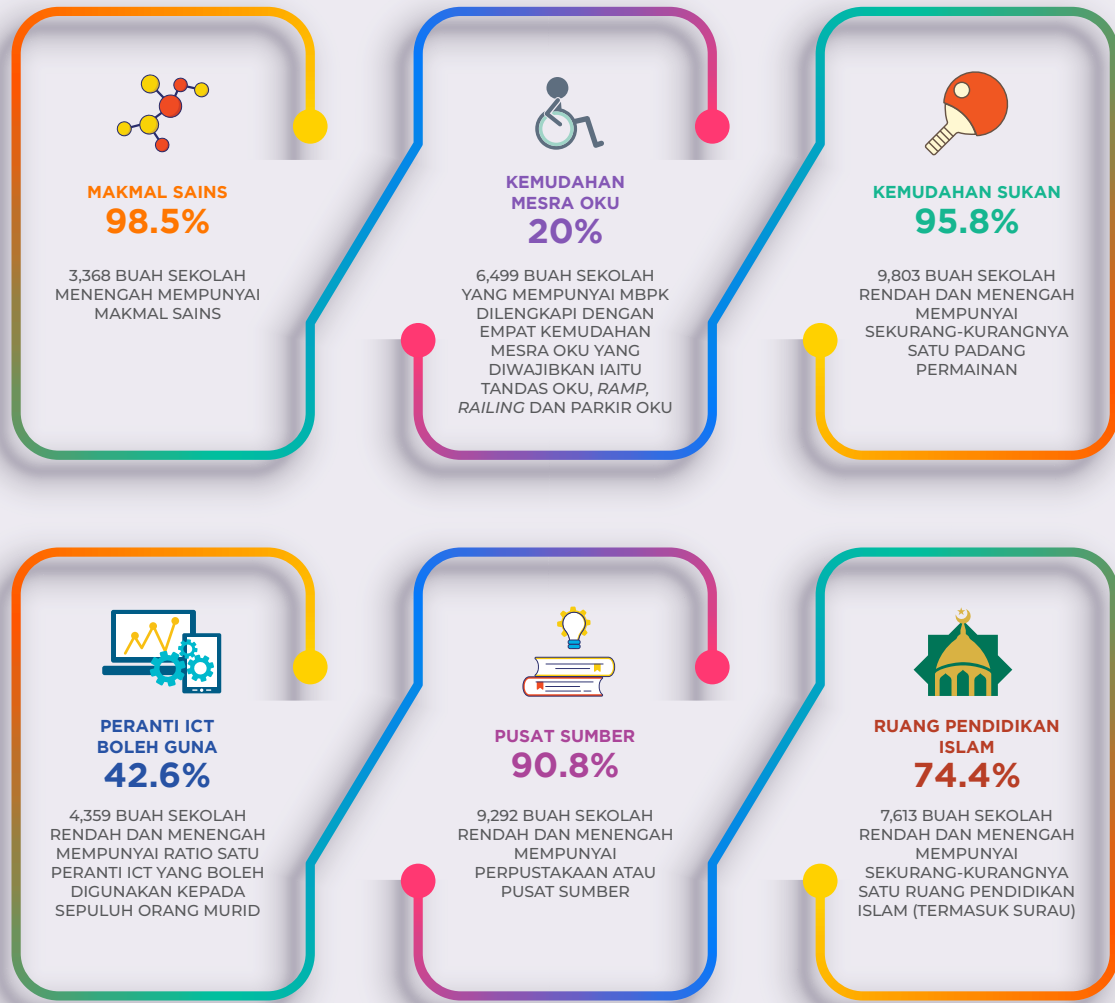 MAKMAL SAINS
98.5%
3,368 BUAH SEKOLAH
MENENGAH MEMPUNYAI
MAKMAL SAINS
KEMUDAHAN
MESRA OKU
20%
6,499 BUAH SEKOLAH
YANG MEMPUNYAI MBPK
DILENGKAPI DENGAN
EMPAT KEMUDAHAN
MESRA OKU YANG
DIWAJIBKAN IAITU
TANDAS OKU, RAMP,
RAILING DAN PARKIR OKU
KEMUDAHAN SUKAN
95.8%
9,803 BUAH SEKOLAH
RENDAH DAN MENENGAH
MEMPUNYAI
SEKURANG-KURANGNYA
SATU PADANG
PERMAINAN
PERANTI ICT
BOLEH GUNA
42.6%
4,359 BUAH SEKOLAH
RENDAH DAN MENENGAH
MEMPUNYAI RATIO SATU
PERANTI ICT YANG BOLEH
DIGUNAKAN KEPADA
SEPULUH ORANG MURID
PUSAT SUMBER
90.8%
9,292 BUAH SEKOLAH
RENDAH DAN MENENGAH
MEMPUNYAI
PERPUSTAKAAN ATAU
PUSAT SUMBER
RUANG PENDIDIKAN
ISLAM
74.4%
7,613 BUAH SEKOLAH
RENDAH DAN MENENGAH
MEMPUNYAI
SEKURANG-KURANGNYA
SATU RUANG PENDIDIKAN
ISLAM (TERMASUK SURAU)